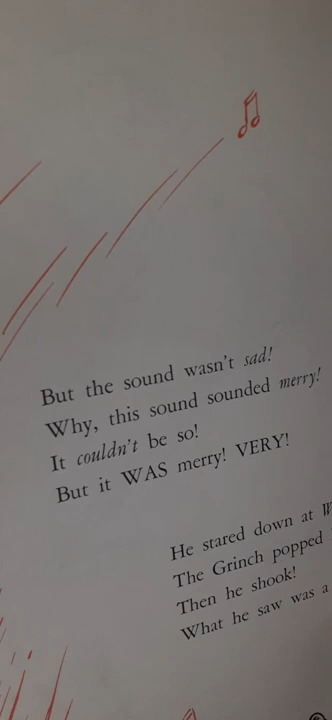 But the sound wasn't sad!
Why, this sound sounded merry!
It couldn't be so!
But it WAS merry! VERY!
He stared down at
The Grinch popped
Then he shook!
What he saw was a